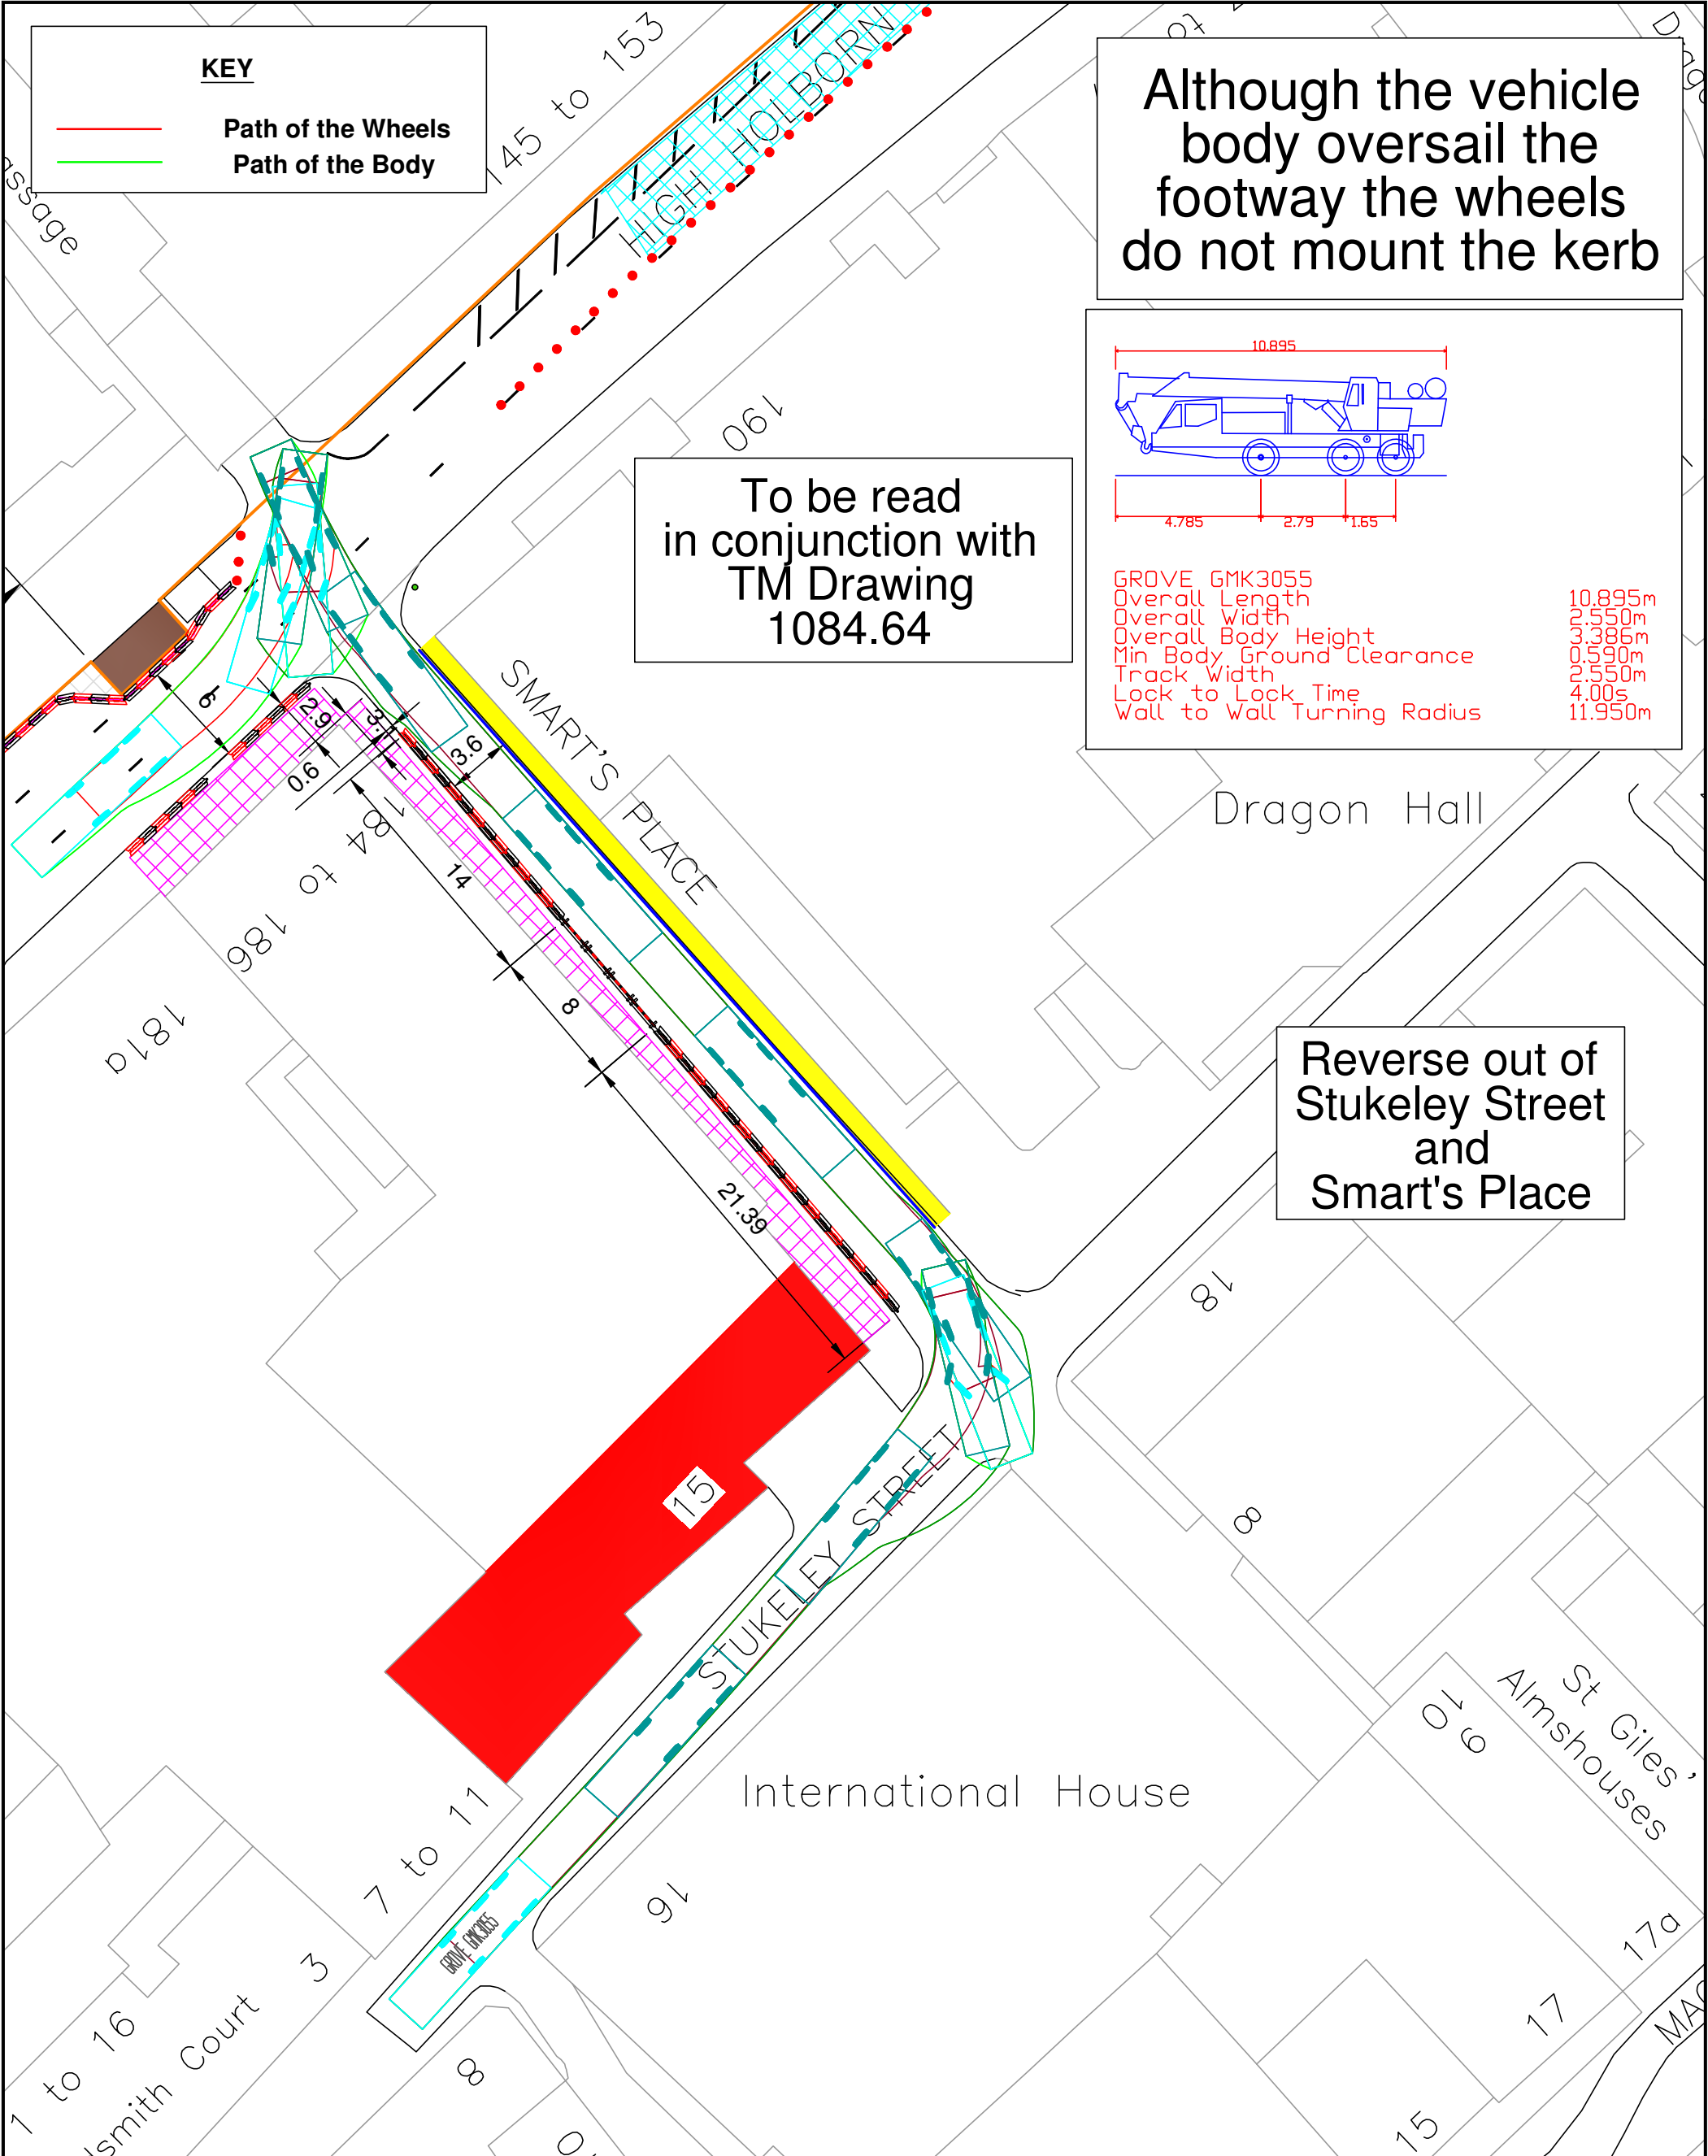 KEY
Path of the Wheels
Path of the Body
Although the vehicle
body oversail the
footway the wheels
do not mount the kerb
10.895
4.785
2.79
1.65
GROVE GMK3055
Overall Length 10.895m
Overall Width 2.550m
Overall Body Height 3.386m
Min Body Ground Clearance 0.590m
Track Width 2.550m
Lock to Lock Time 4.00s
Wall to Wall Turning Radius 11.950m
To be read
in conjunction with
TM Drawing
1084.64
Reverse out of
Stukeley Street
and
Smart's Place
145 to 153
HIGH HOLBORN
190
SMART'S PLACE
Dragon Hall
6
2.9
0.6
3.6
14
8
21.39
184 to 186
181a
18
8
15
STUKELEY STREET
International House
10
9
St Giles'
Almshouses
16
7 to 11
GROVE GMK3055
3
1 to 16
Court
8
17a
17
15